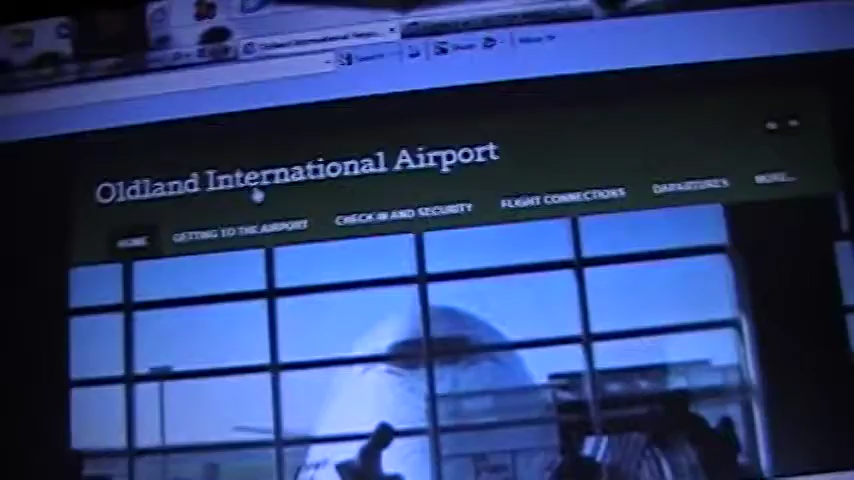 Oldland International Airport
HOME GETTING TO THE AIRPORT CHECK IN AND SECURITY FLIGHT CONNECTIONS DEPARTURES MORE...